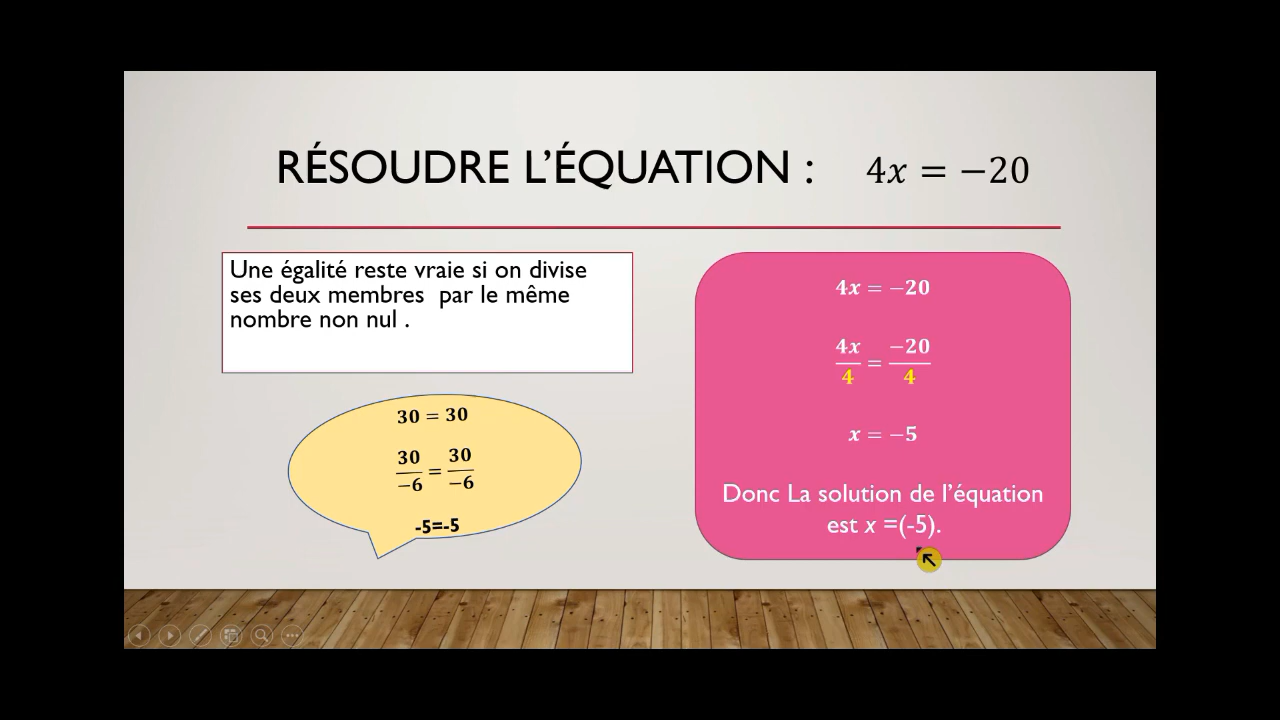 RÉSOUDRE L'ÉQUATION : 4x = −20
Une égalité reste vraie si on divise
ses deux membres par le même
nombre non nul .
30 = 30
30/−6 = 30/−6
-5=-5
4x = −20
4x/4 = −20/4
x = −5
Donc La solution de l'équation
est x =(-5).